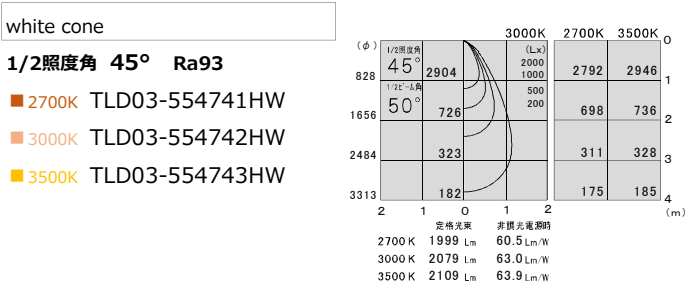 white cone
1/2照度角 45° Ra93
2700K TLD03-554741HW
3000K TLD03-554742HW
3500K TLD03-554743HW
3000K 2700K 3500K
(φ) (Lx) 0
1/2照度角
45°
2000
1000
2904 2792 2946
828 1
1/2ビーム角
50°
500
200
726 698 736
1656 2
323 311 328
2484 3
182 175 185
3313 4
2 1 0 1 2 (m)
定格光束 非調光電源時
2700K 1999 Lm 60.5 Lm/W
3000K 2079 Lm 63.0 Lm/W
3500K 2109 Lm 63.9 Lm/W